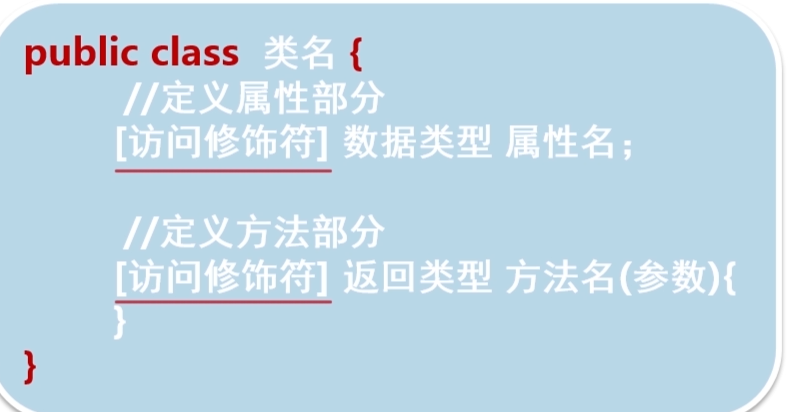 public class 类名 {
//定义属性部分
[访问修饰符] 数据类型 属性名；
//定义方法部分
[访问修饰符] 返回类型 方法名(参数){
}
}